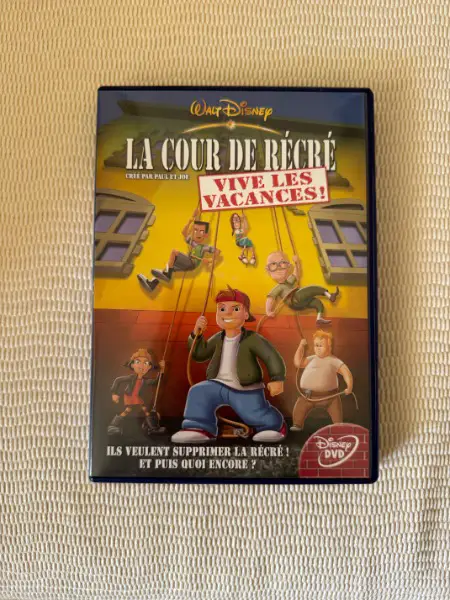 WALT DISNEY
LA COUR DE RÉCRÉ
CRÉÉ PAR PAUL ET JOE
VIVE LES
VACANCES!
ILS VEULENT SUPPRIMER LA RÉCRÉ !
ET PUIS QUOI ENCORE ?
DISNEY
DVD